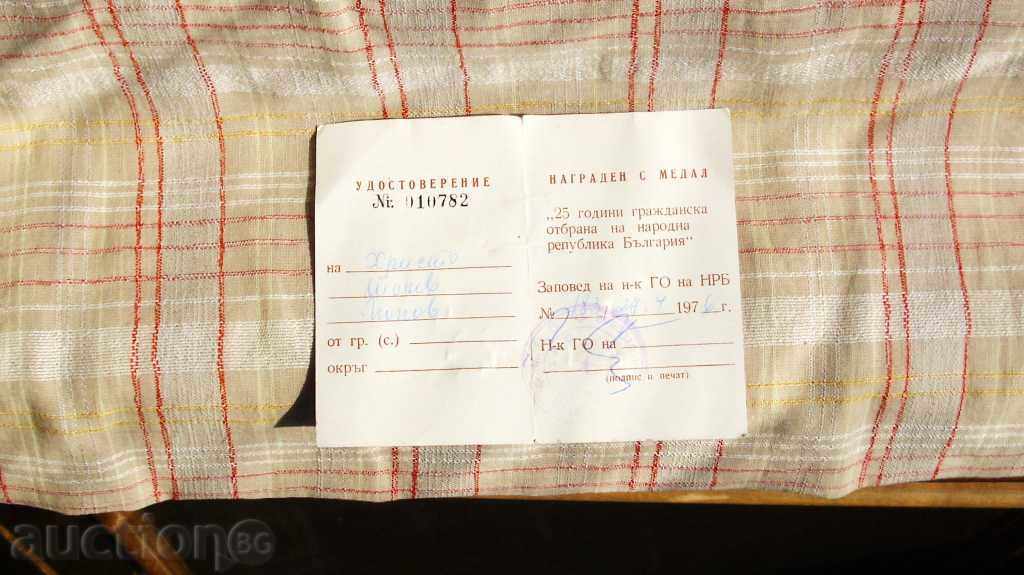 УДОСТОВЕРЕНИЕ
№ 010782
на Христо
от гр. (с.)
окръг
НАГРАДЕН С МЕДАЛ
„25 години гражданска
отбрана на народна
република България“
Заповед на н-к ГО на НРБ
№ 197 г.
Н-к ГО на
(подпис и печат)
auction BG